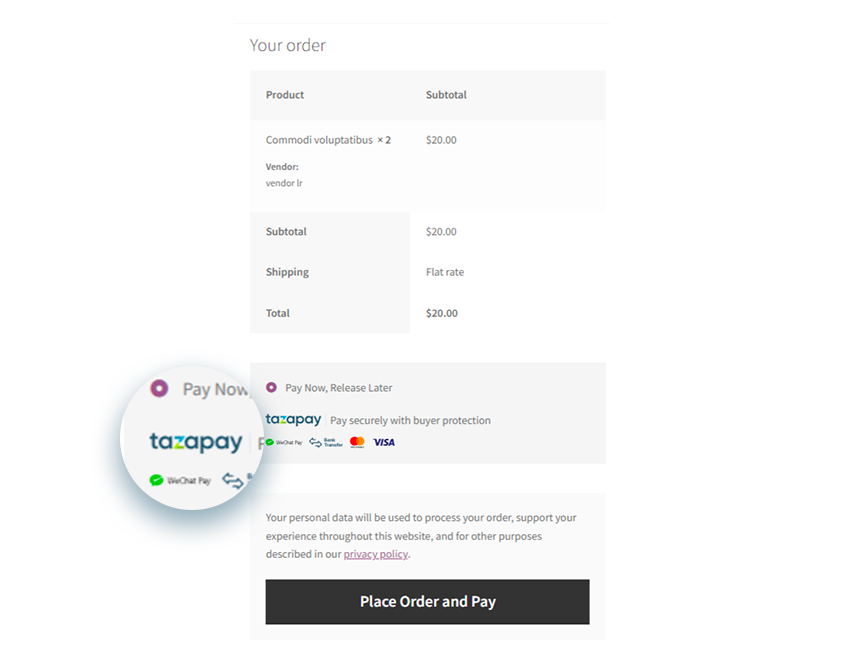 Your order
Product Subtotal
Commodi voluptatibus × 2 $20.00
Vendor:
vendor lr
Subtotal $20.00
Shipping Flat rate
Total $20.00
Pay Now, Release Later
tazapay Pay securely with buyer protection
WeChat Pay Bank Transfer VISA
Pay Now,
tazapay
WeChat Pay
Your personal data will be used to process your order, support your
experience throughout this website, and for other purposes
described in our privacy policy.
Place Order and Pay